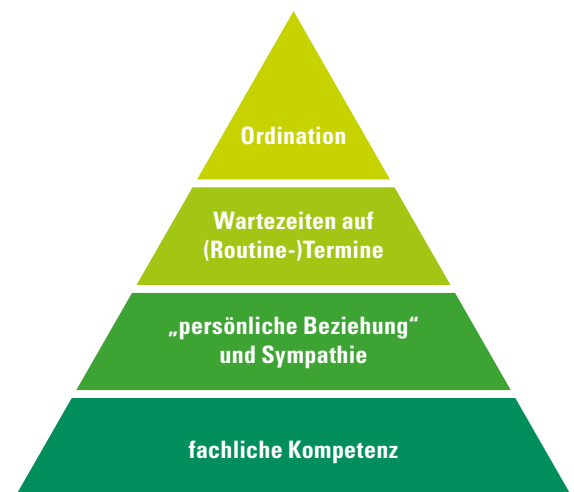 Ordination
Wartezeiten auf
(Routine-)Termine
„persönliche Beziehung“
und Sympathie
fachliche Kompetenz